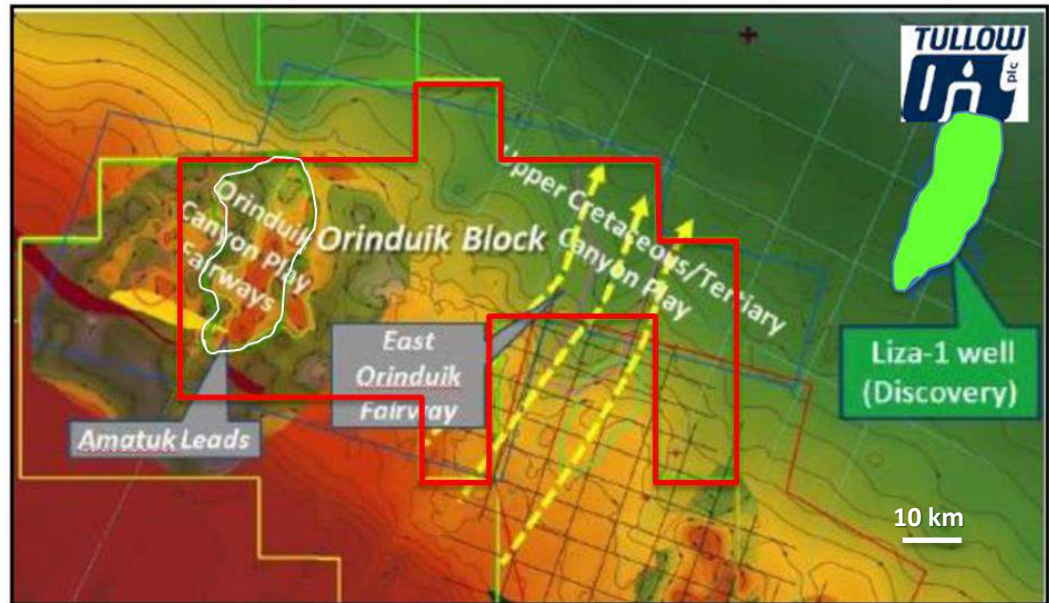 TULLOW
Oil
plc
Orinduik
Canyon Play
Fairways
Orinduik Block
Upper Cretaceous/Tertiary
Canyon Play
East
Orinduik
Fairway
Amatuk Leads
Liza-1 well
(Discovery)
10 km